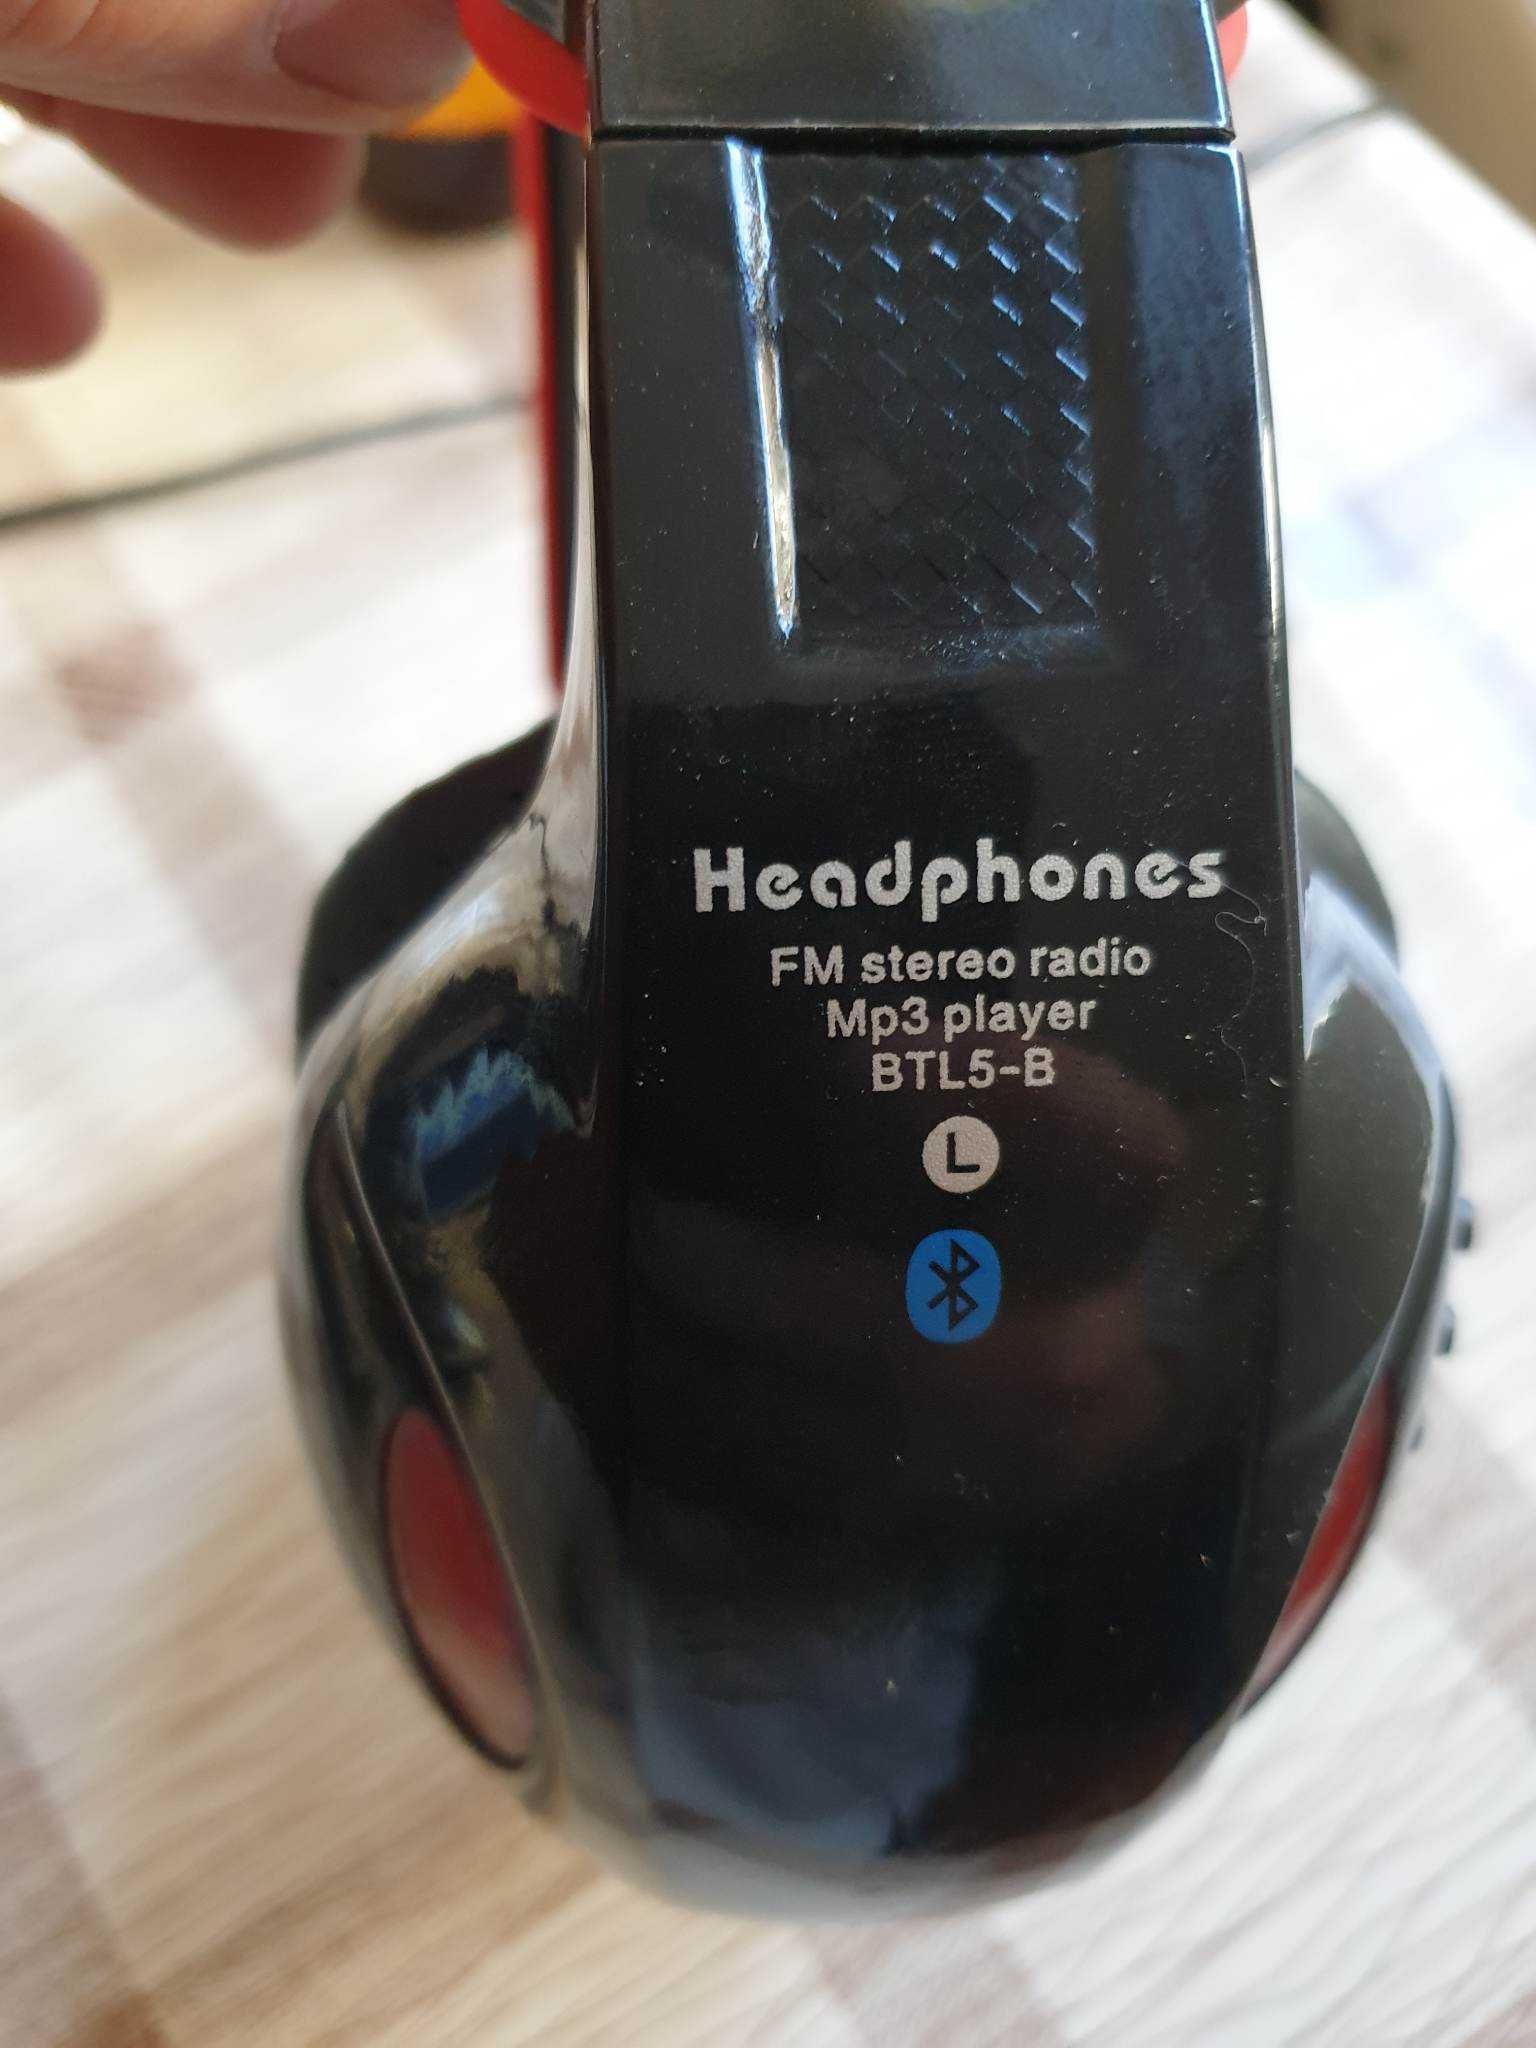 Headphones
FM stereo radio
Mp3 player
BTL5-B
L